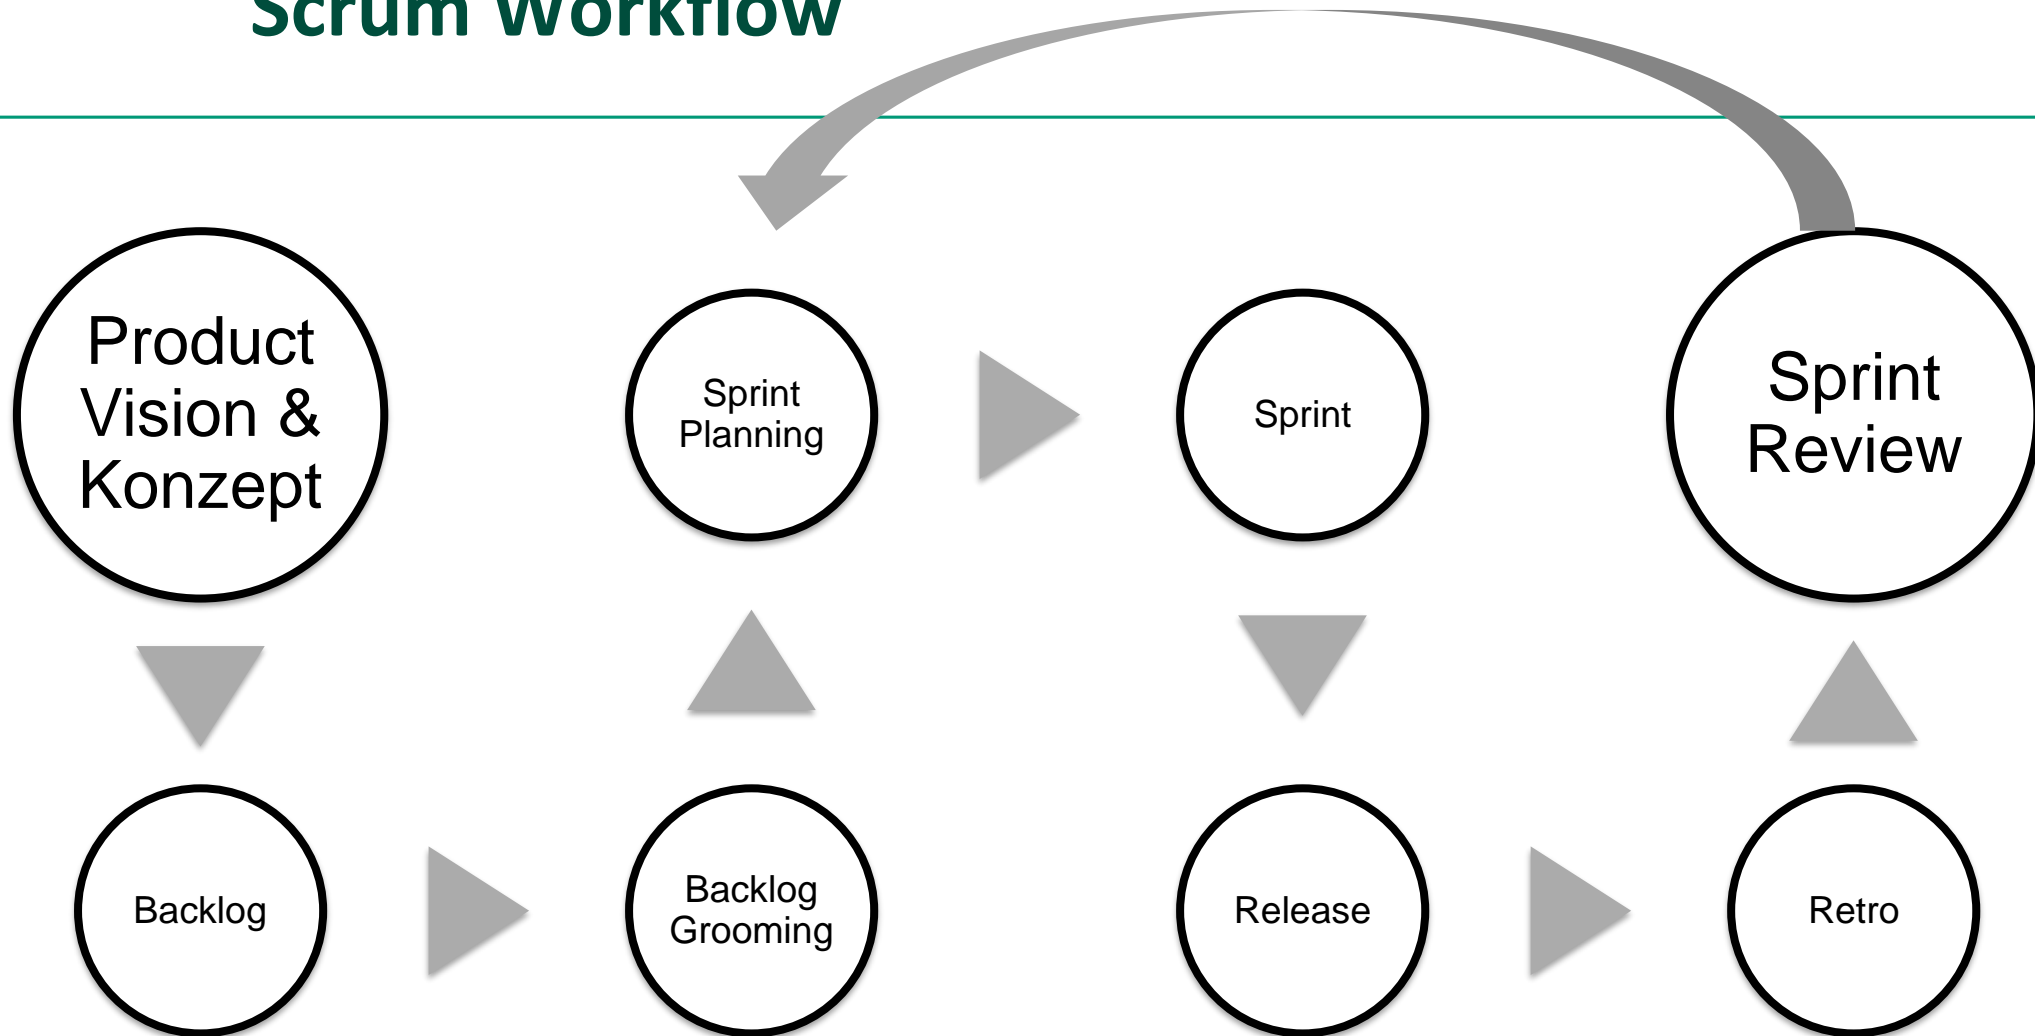 Scrum Workflow
Product
Vision &
Konzept
Backlog
Backlog
Grooming
Sprint
Planning
Sprint
Release
Retro
Sprint
Review